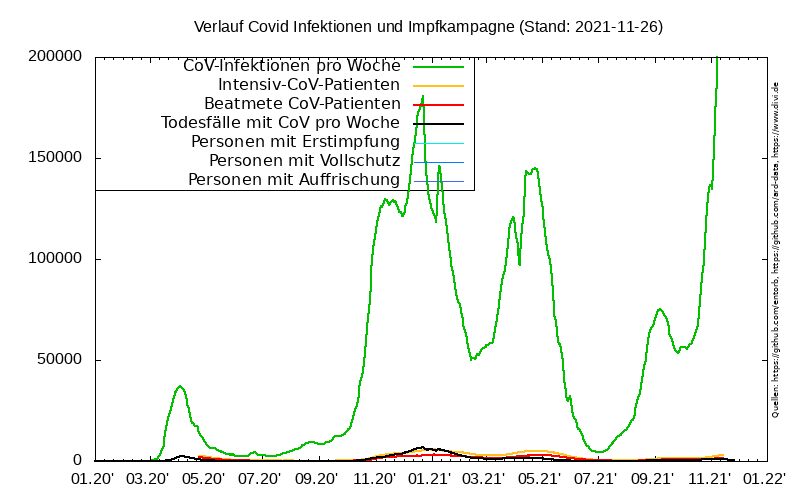 Verlauf Covid Infektionen und Impfkampagne (Stand: 2021-11-26)
200000
150000
100000
50000
0
CoV-Infektionen pro Woche
Intensiv-CoV-Patienten
Beatmete CoV-Patienten
Todesfälle mit CoV pro Woche
Personen mit Erstimpfung
Personen mit Vollschutz
Personen mit Auffrischung
01.20' 03.20' 05.20' 07.20' 09.20' 11.20' 01.21' 03.21' 05.21' 07.21' 09.21' 11.21' 01.22'
Quellen: https://github.com/entorb, https://github.com/ard-data, https://www.divi.de